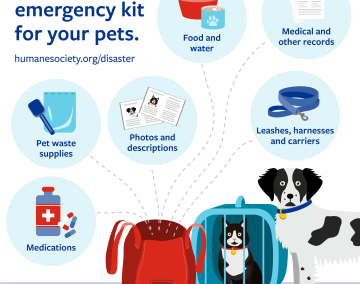 emergency kit
for your pets.
humanesociety.org/disaster
Food and
water
Medical and
other records
Pet waste
supplies
Photos and
descriptions
Leashes, harnesses
and carriers
Medications